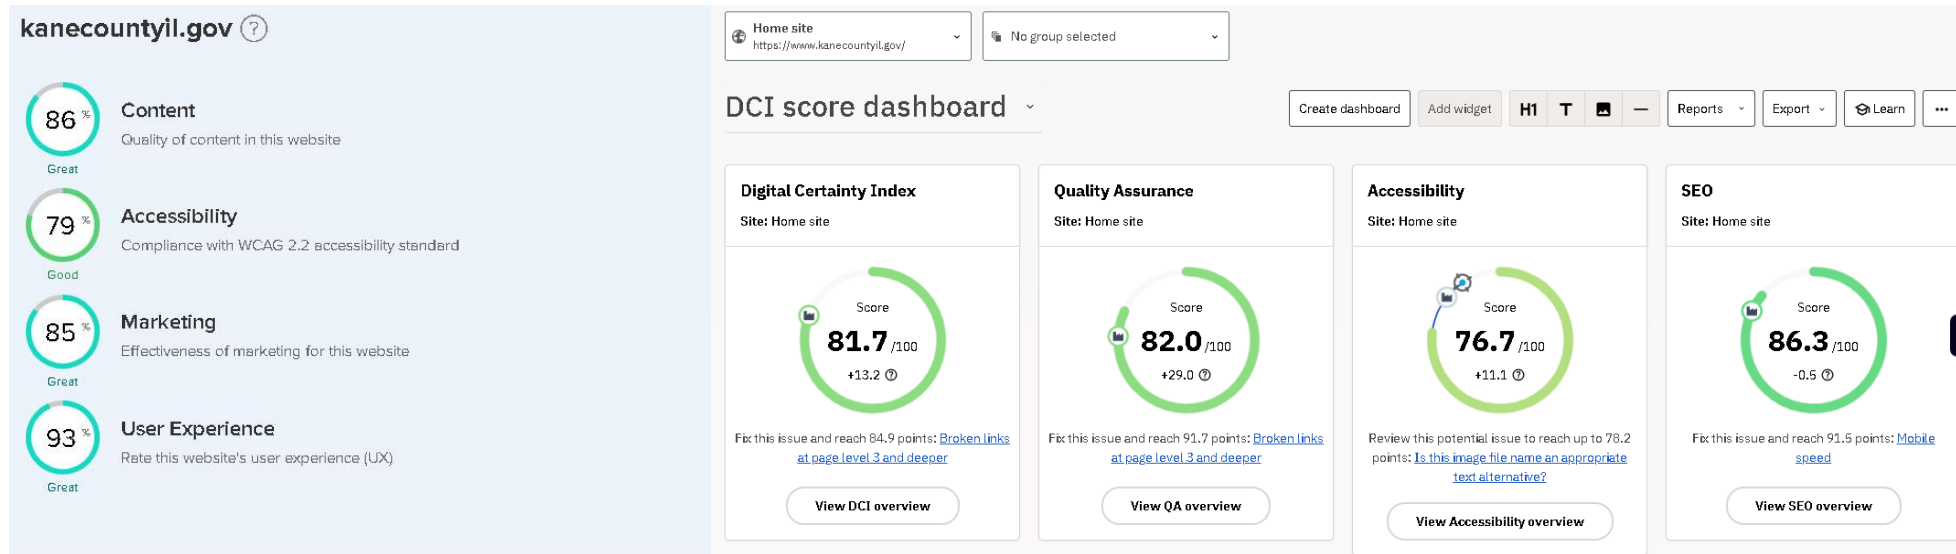 kanecountyil.gov ?
86 %
Great
Content
Quality of content in this website
79 %
Good
Accessibility
Compliance with WCAG 2.2 accessibility standard
85 %
Great
Marketing
Effectiveness of marketing for this website
93 %
Great
User Experience
Rate this website's user experience (UX)
Home site
https://www.kanecountyil.gov/
No group selected
DCI score dashboard
Create dashboard
Add widget
H1
T
Reports
Export
Learn
Digital Certainty Index
Site: Home site
Score
81.7 /100
+13.2 ?
Fix this issue and reach 84.9 points: Broken links
at page level 3 and deeper
View DCI overview
Quality Assurance
Site: Home site
Score
82.0 /100
+29.0 ?
Fix this issue and reach 91.7 points: Broken links
at page level 3 and deeper
View QA overview
Accessibility
Site: Home site
Score
76.7 /100
+11.1 ?
Review this potential issue to reach up to 78.2
points: Is this image file name an appropriate
text alternative?
View Accessibility overview
SEO
Site: Home site
Score
86.3 /100
-0.5 ?
Fix this issue and reach 91.5 points: Mobile
speed
View SEO overview